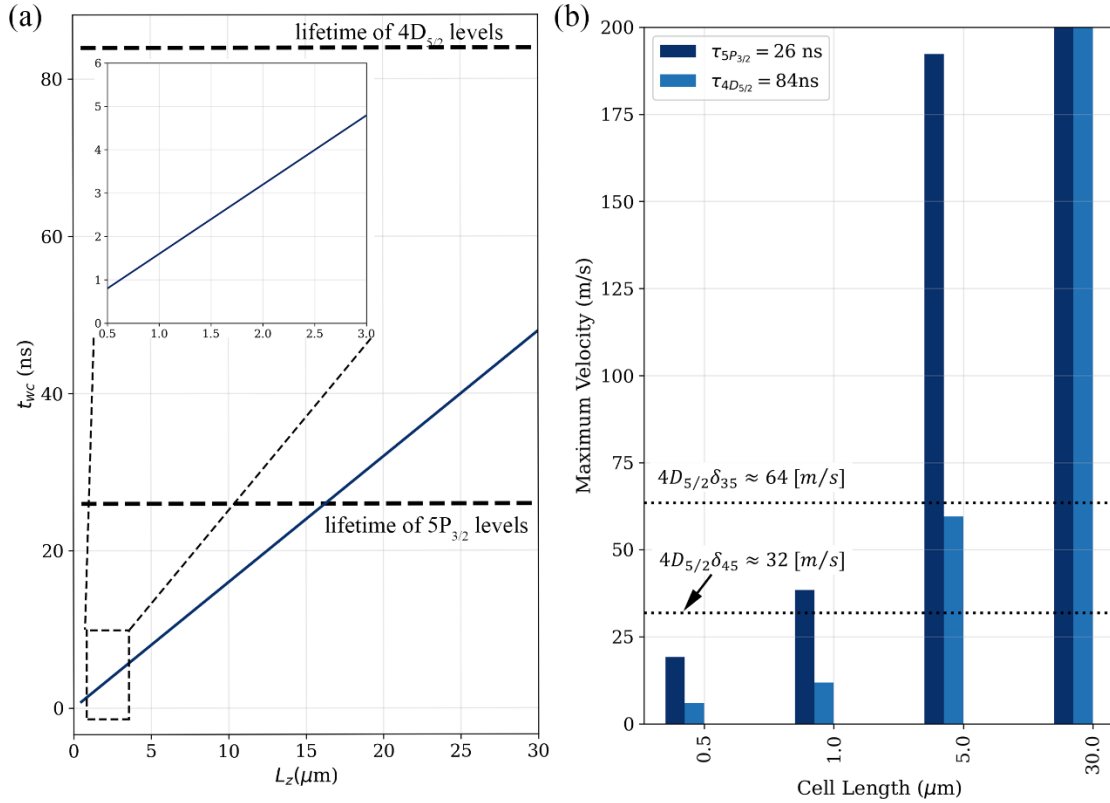 (a)
lifetime of 4D5/2 levels
80
60
40
20
0
t_wc (ns)
6
5
4
3
2
1
0
0.5 1.0 1.5 2.0 2.5 3.0
lifetime of 5P3/2 levels
0 5 10 15 20 25 30
L_z(μm)
(b)
τ5P3/2 = 26 ns
τ4D5/2 = 84ns
200
175
150
125
100
75
50
25
0
Maximum Velocity (m/s)
4D5/2δ35 ≈ 64 [m/s]
4D5/2δ45 ≈ 32 [m/s]
0.5 1.0 5.0 30.0
Cell Length (μm)